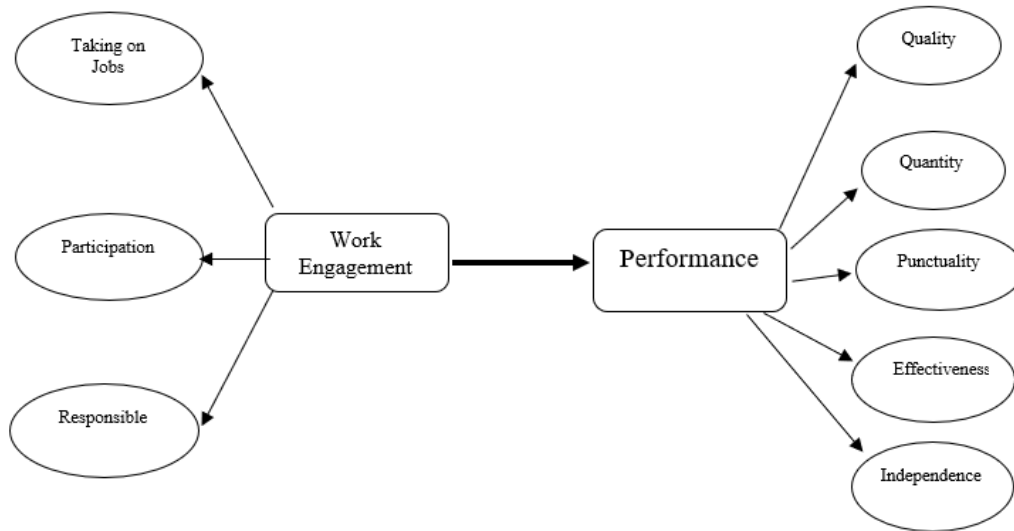 Taking on
Jobs
Participation
Responsible
Work
Engagement
Performance
Quality
Quantity
Punctuality
Effectiveness
Independence